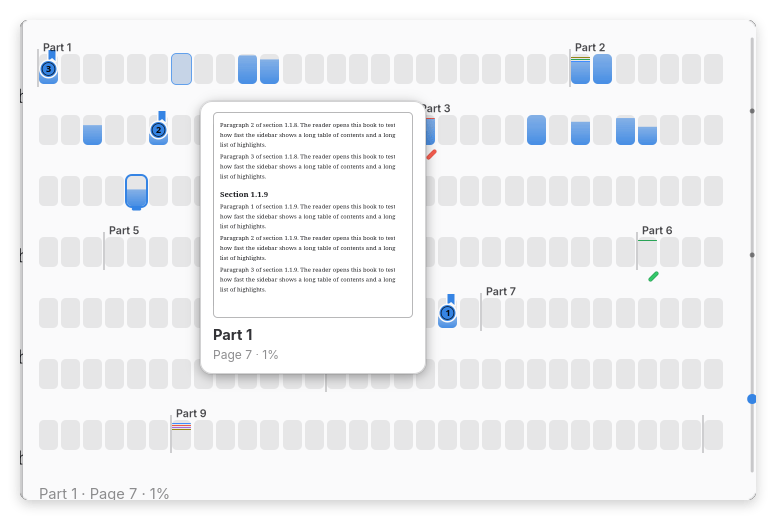 Part 1
Part 2
3
Part 3
2
Paragraph 2 of section 1.1.8. The reader opens this book to test
how fast the sidebar shows a long table of contents and a long
list of highlights.
Paragraph 3 of section 1.1.8. The reader opens this book to test
how fast the sidebar shows a long table of contents and a long
list of highlights.
Section 1.1.9
Paragraph 1 of section 1.1.9. The reader opens this book to test
how fast the sidebar shows a long table of contents and a long
list of highlights.
Paragraph 2 of section 1.1.9. The reader opens this book to test
how fast the sidebar shows a long table of contents and a long
list of highlights.
Paragraph 3 of section 1.1.9. The reader opens this book to test
how fast the sidebar shows a long table of contents and a long
list of highlights.
Part 1
Page 7 · 1%
Part 5
Part 6
Part 7
1
Part 9
Part 1 · Page 7 · 1%